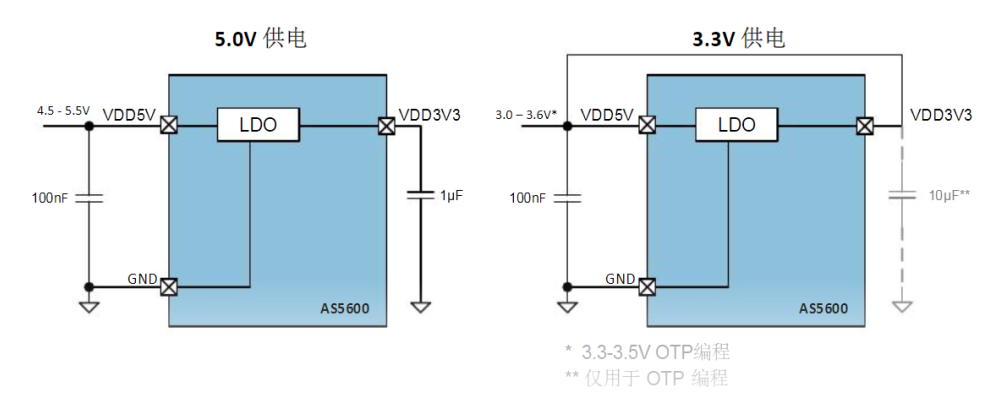 5.0V 供电
4.5 - 5.5V
VDD5V
LDO
VDD3V3
100nF
1µF
GND
AS5600
3.3V 供电
3.0 – 3.6V*
VDD5V
LDO
VDD3V3
100nF
10µF**
GND
AS5600
* 3.3-3.5V OTP编程
** 仅用于 OTP 编程